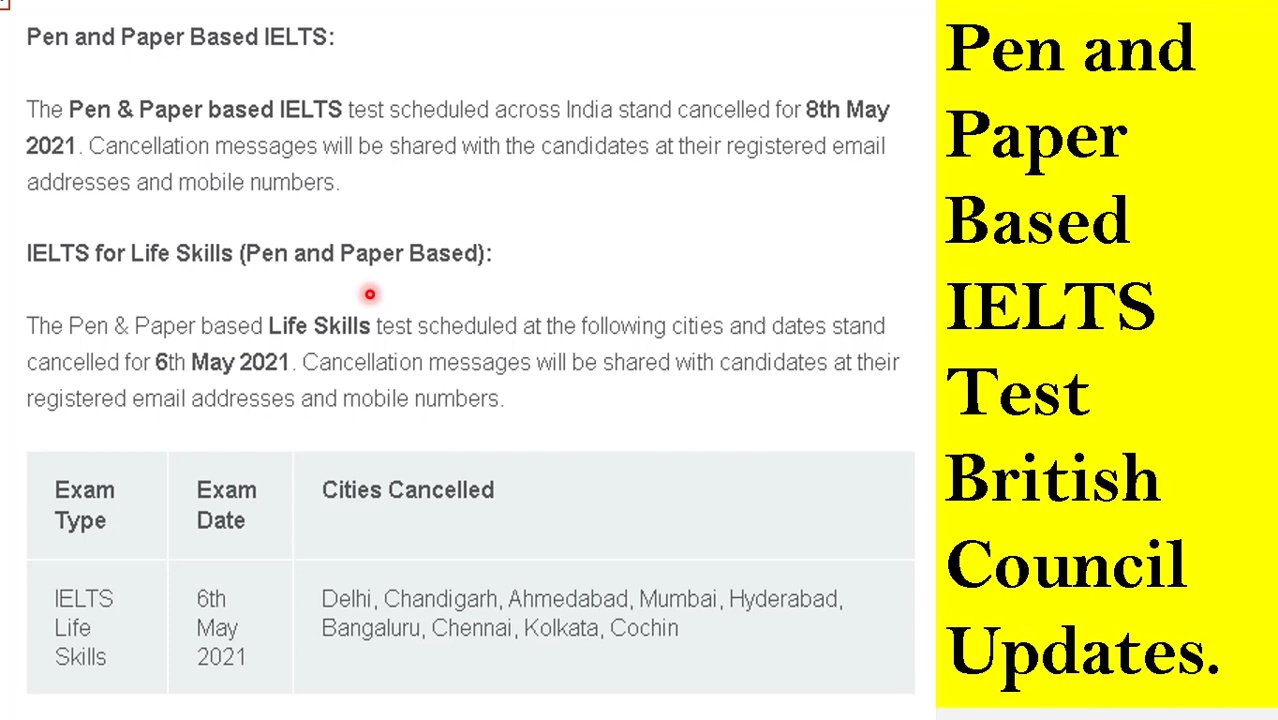 Pen and Paper Based IELTS:
The Pen & Paper based IELTS test scheduled across India stand cancelled for 8th May
2021. Cancellation messages will be shared with the candidates at their registered email
addresses and mobile numbers.
IELTS for Life Skills (Pen and Paper Based):
The Pen & Paper based Life Skills test scheduled at the following cities and dates stand
cancelled for 6th May 2021. Cancellation messages will be shared with candidates at their
registered email addresses and mobile numbers.
Exam
Type
Exam
Date
Cities Cancelled
IELTS
Life
Skills
6th
May
2021
Delhi, Chandigarh, Ahmedabad, Mumbai, Hyderabad,
Bangaluru, Chennai, Kolkata, Cochin
Pen and
Paper
Based
IELTS
Test
British
Council
Updates.